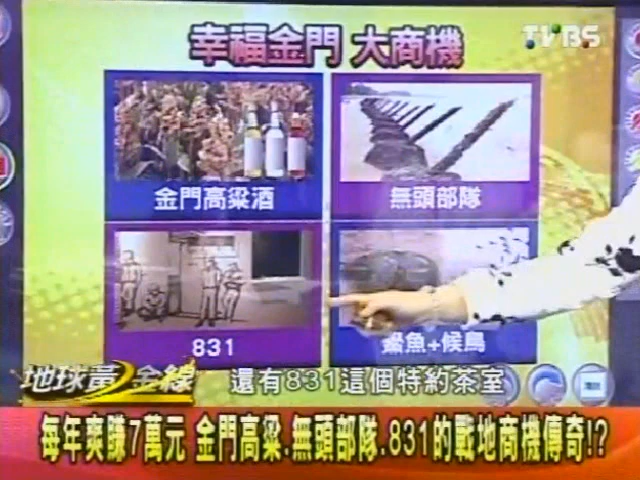 幸福金門 大商機
TVBS
金門高粱酒
無頭部隊
831
鱟魚+候鳥
地球黃金線
還有831這個特約茶室
每年爽賺7萬元 金門高粱.無頭部隊.831的戰地商機傳奇!?